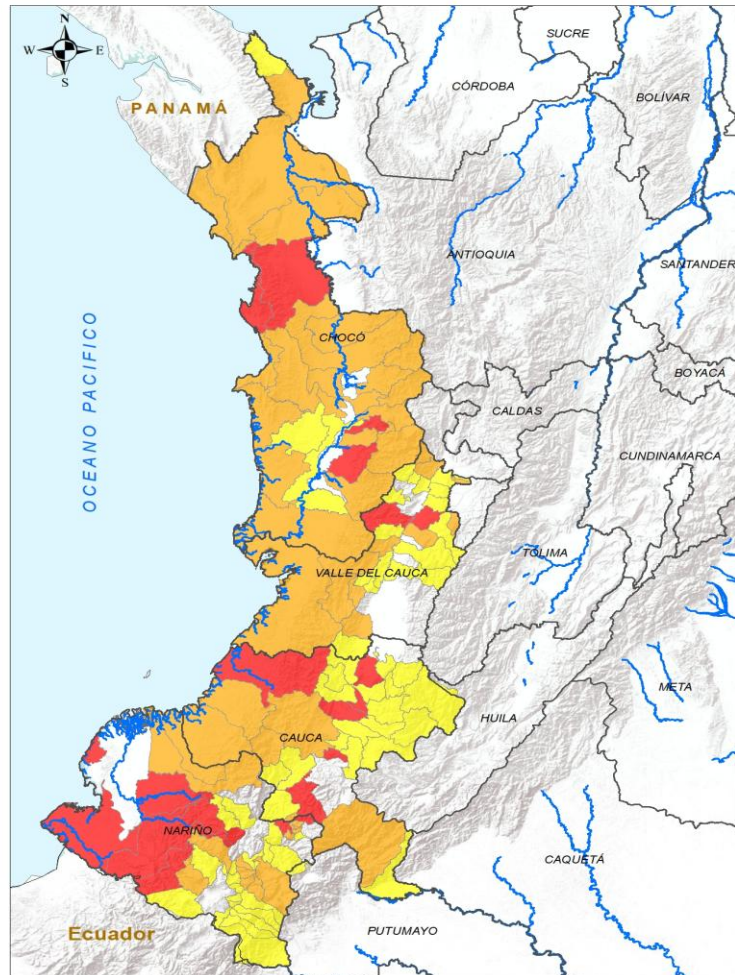 N
W E
S
PANAMÁ
SUCRE
CÓRDOBA
BOLÍVAR
ANTIOQUIA
SANTANDER
OCEANO PACIFICO
CHOCÓ
BOYACÁ
CALDAS
CUNDINAMARCA
TOLIMA
VALLE DEL CAUCA
META
HUILA
CAUCA
NARIÑO
CAQUETÁ
Ecuador
PUTUMAYO